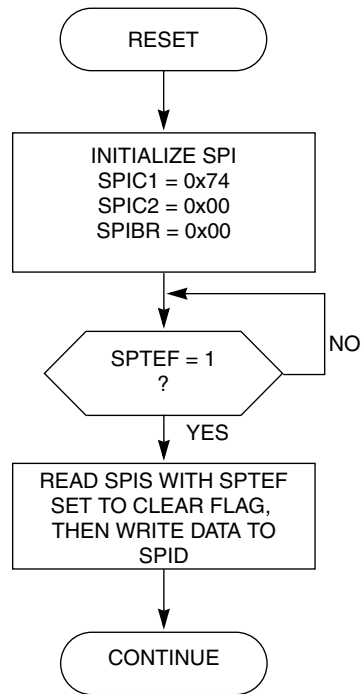 RESET
INITIALIZE SPI
SPIC1 = 0x74
SPIC2 = 0x00
SPIBR = 0x00
SPTEF = 1
?
NO
YES
READ SPIS WITH SPTEF
SET TO CLEAR FLAG,
THEN WRITE DATA TO
SPID
CONTINUE